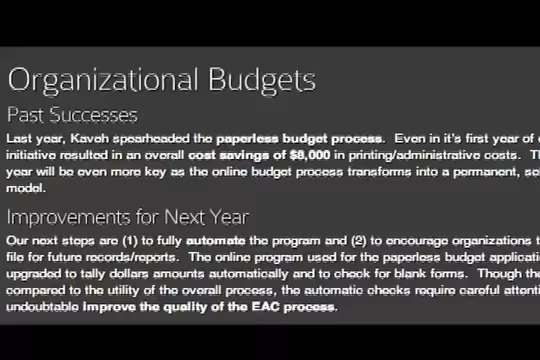 Organizational Budgets
Past Successes
Last year, Kaveh spearheaded the paperless budget process. Even in it's first year of
initiative resulted in an overall cost savings of $8,000 in printing/administrative costs.
year will be even more key as the online budget process transforms into a permanent,
model.
Improvements for Next Year
Our next steps are (1) to fully automate the program and (2) to encourage organizations
file for future records/reports. The online program used for the paperless budget
upgraded to tally dollars amounts automatically and to check for blank forms. Though
compared to the utility of the overall process, the automatic checks require careful
undoubtable improve the quality of the EAC process.